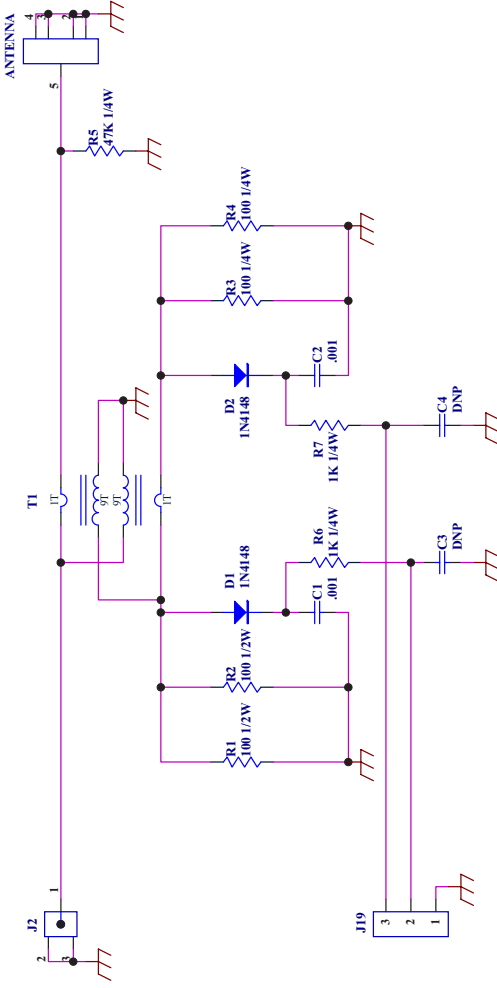 J2
2
3
1
T1
1T
9T
9T
1T
ANTENNA
4
3
2
1
5
R5
47K 1/4W
R1
100 1/2W
R2
100 1/2W
D1
1N4148
D2
1N4148
R3
100 1/4W
R4
100 1/4W
C1
.001
R6
1K 1/4W
R7
1K 1/4W
C2
.001
J19
3
2
1
C3
DNP
C4
DNP